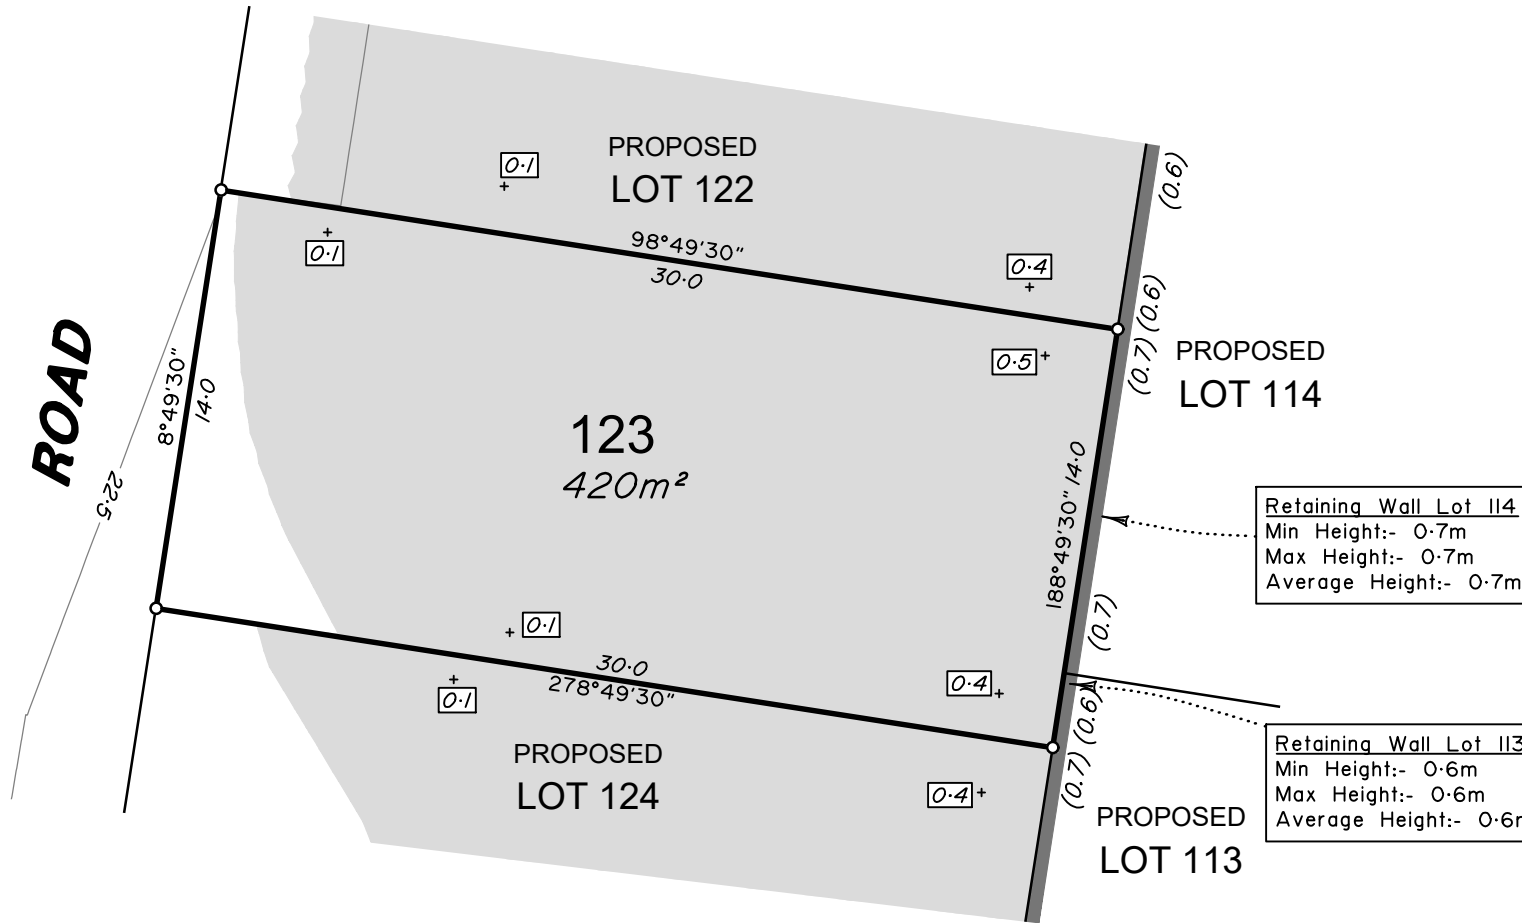 PROPOSED
LOT 122
0·1
(0.6)
0·1
98°49'30"
30·0
0·4
(0.6)
(0.7)
0·5
PROPOSED
LOT 114
ROAD
8°49'30"
14·0
22·5
123
420m²
188°49'30" 14·0
Retaining Wall Lot 114
Min Height:- 0·7m
Max Height:- 0·7m
Average Height:- 0·7m
(0.7)
0·1
30·0
278°49'30"
0·4
0·1
(0.6)
(0.7)
Retaining Wall Lot 113
Min Height:- 0·6m
Max Height:- 0·6m
Average Height:- 0·6m
PROPOSED
LOT 124
0·4
PROPOSED
LOT 113